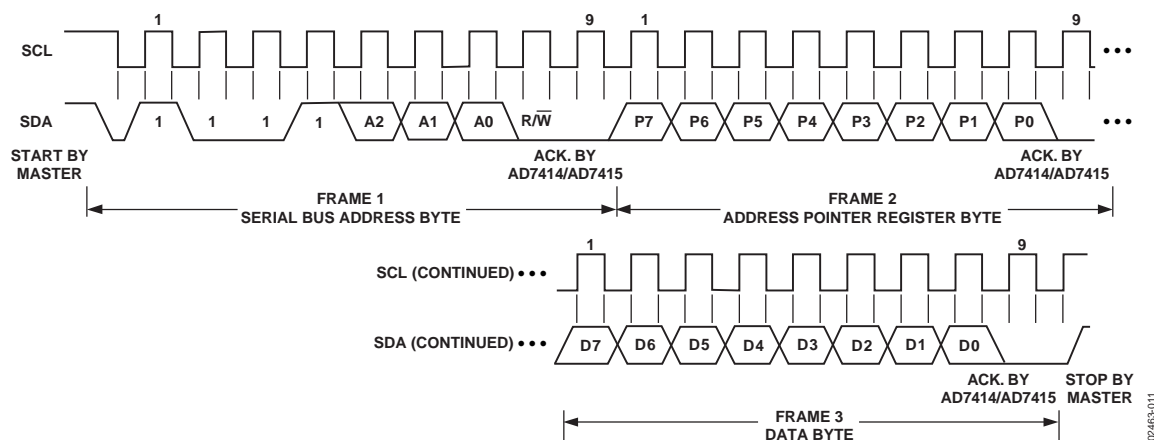 1 9 1 9
SCL •••
SDA 1 1 1 1 A2 A1 A0 R/W̅ P7 P6 P5 P4 P3 P2 P1 P0 •••
START BY
MASTER
ACK. BY
AD7414/AD7415
ACK. BY
AD7414/AD7415
FRAME 1
SERIAL BUS ADDRESS BYTE
FRAME 2
ADDRESS POINTER REGISTER BYTE
1 9
SCL (CONTINUED) •••
SDA (CONTINUED) ••• D7 D6 D5 D4 D3 D2 D1 D0
ACK. BY
AD7414/AD7415
STOP BY
MASTER
FRAME 3
DATA BYTE
02463-011